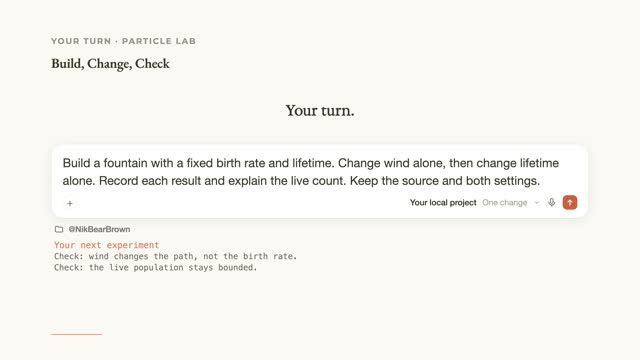 YOUR TURN · PARTICLE LAB
Build, Change, Check
Your turn.
Build a fountain with a fixed birth rate and lifetime. Change wind alone, then change lifetime
alone. Record each result and explain the live count. Keep the source and both settings.
+ Your local project One change
@NikBearBrown
Your next experiment
Check: wind changes the path, not the birth rate.
Check: the live population stays bounded.